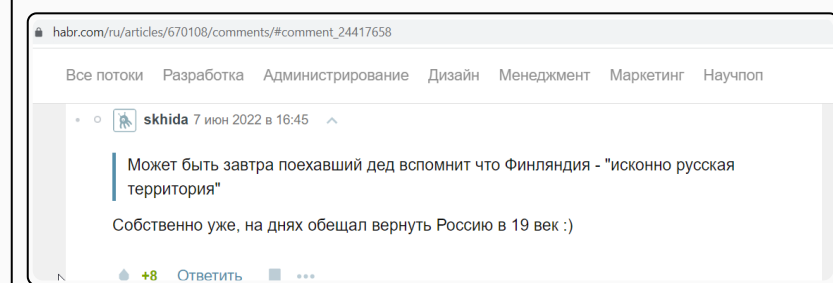 habr.com/ru/articles/670108/comments/#comment_24417658
Все потоки Разработка Администрирование Дизайн Менеджмент Маркетинг Научпоп
skhida 7 июн 2022 в 16:45
Может быть завтра поехавший дед вспомнит что Финляндия - "исконно русская
территория"
Собственно уже, на днях обещал вернуть Россию в 19 век :)
+8 Ответить